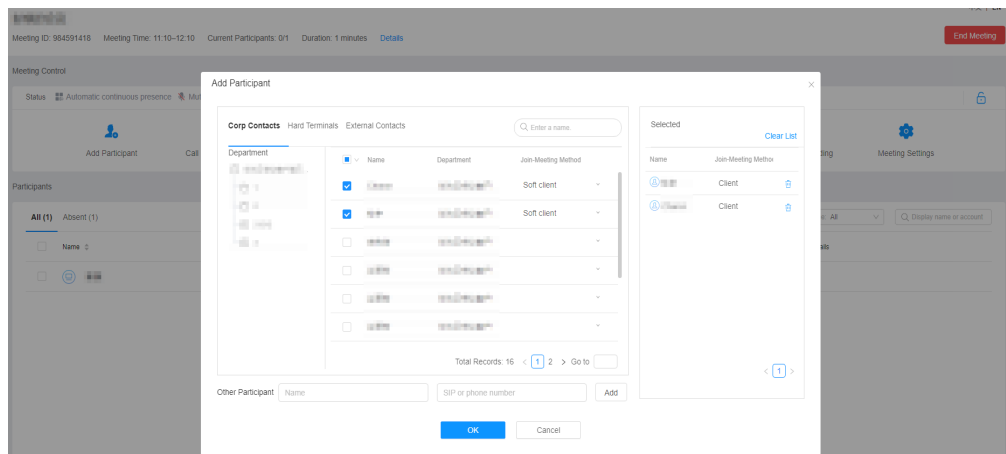 Meeting ID: 984591418 Meeting Time: 11:10–12:10 Current Participants: 0/1 Duration: 1 minutes Details
End Meeting
Meeting Control
Status Automatic continuous presence
Add Participant
Meeting Settings
Participants
All (1) Absent (1)
All
Display name or account
Name
Add Participant
Corp Contacts Hard Terminals External Contacts
Enter a name.
Department
Name Department Join-Meeting Method
Soft client
Soft client
Total Records: 16 < 1 2 > Go to
Other Participant Name SIP or phone number Add
Selected
Clear List
Name Join-Meeting Method
Client
Client
< 1 >
OK Cancel